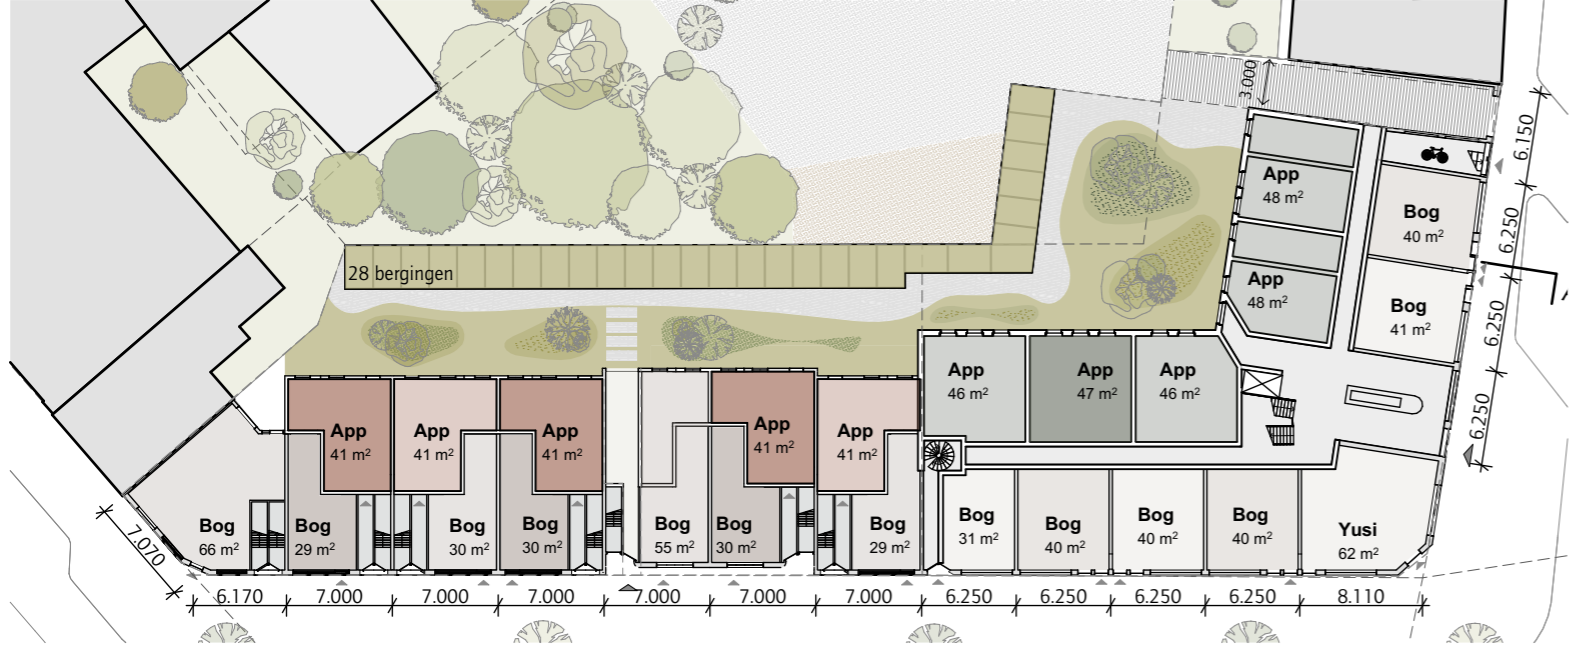 3.000
6.150
App
48 m²
Bog
40 m²
6.250
28 bergingen
App
48 m²
Bog
41 m²
6.250
App
46 m²
App
47 m²
App
46 m²
6.250
App
41 m²
App
41 m²
App
41 m²
App
41 m²
App
41 m²
Bog
66 m²
Bog
29 m²
Bog
30 m²
Bog
30 m²
Bog
55 m²
Bog
30 m²
Bog
29 m²
Bog
31 m²
Bog
40 m²
Bog
40 m²
Bog
40 m²
Yusi
62 m²
7.070
6.170
7.000
7.000
7.000
7.000
7.000
7.000
6.250
6.250
6.250
6.250
8.110